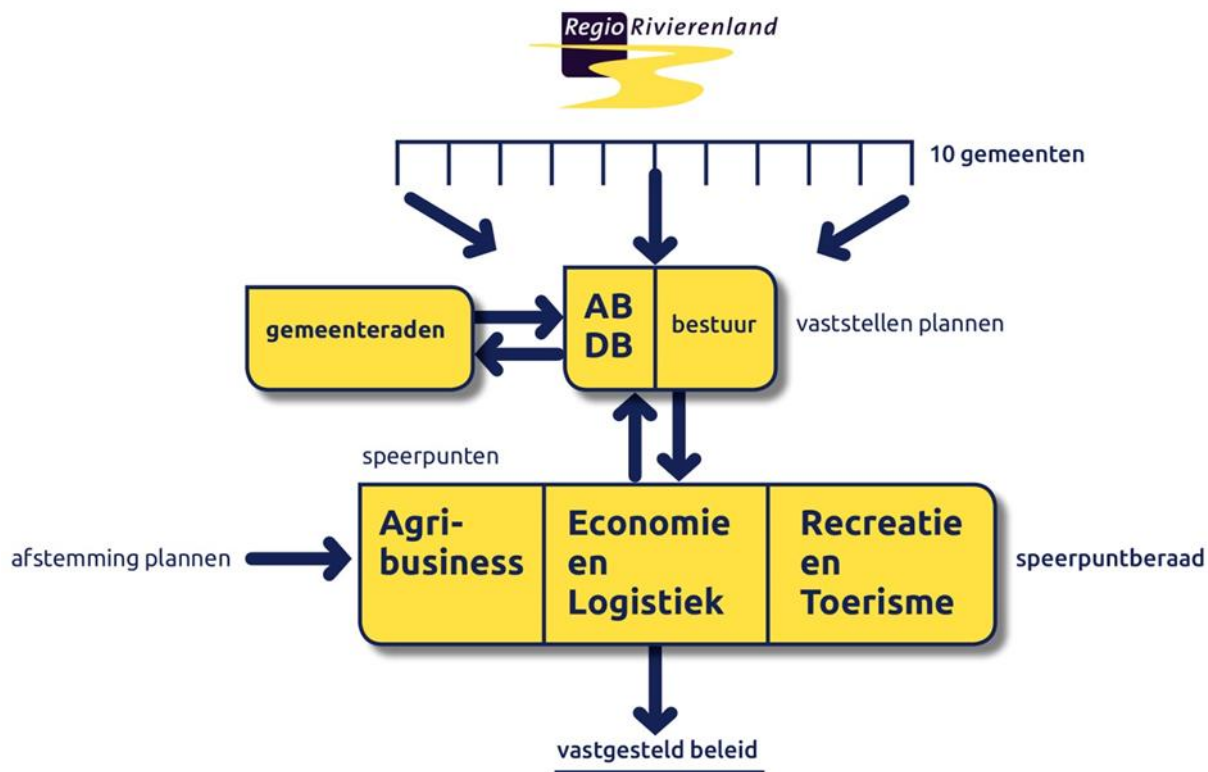 Regio Rivierenland
10 gemeenten
gemeenteraden
AB
DB
bestuur
vaststellen plannen
speerpunten
afstemming plannen
Agri-
business
Economie
en
Logistiek
Recreatie
en
Toerisme
speerpuntberaad
vastgesteld beleid